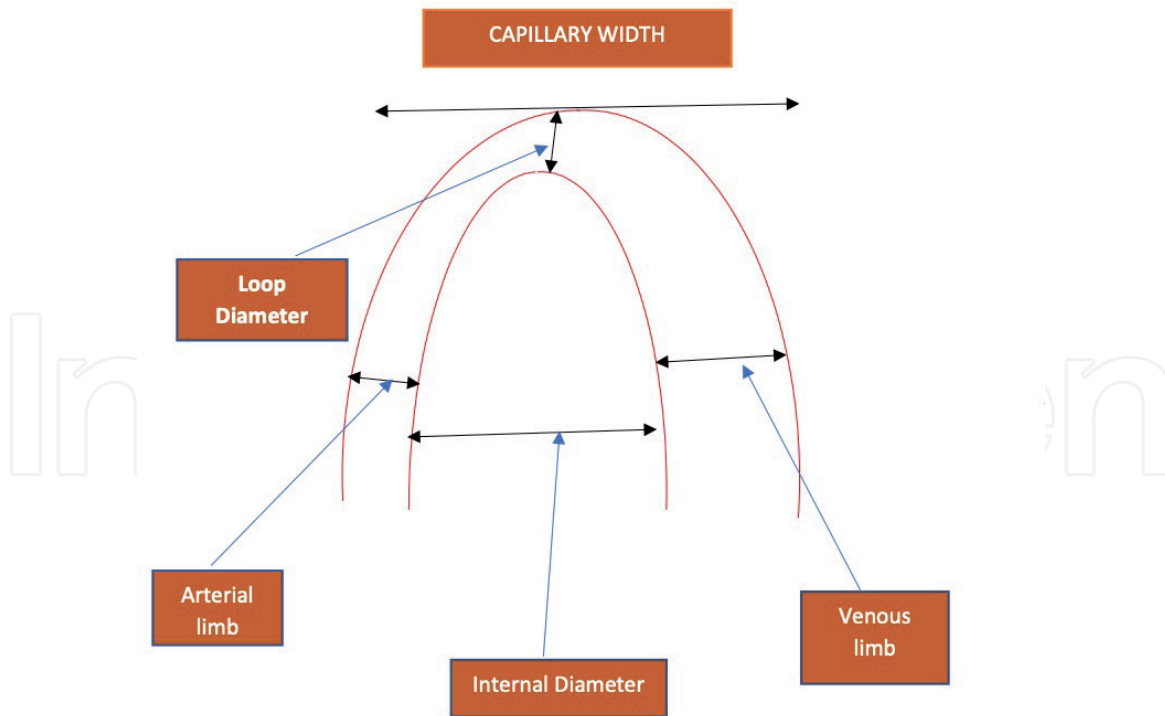 CAPILLARY WIDTH
Loop
Diameter
Arterial
limb
Venous
limb
Internal Diameter